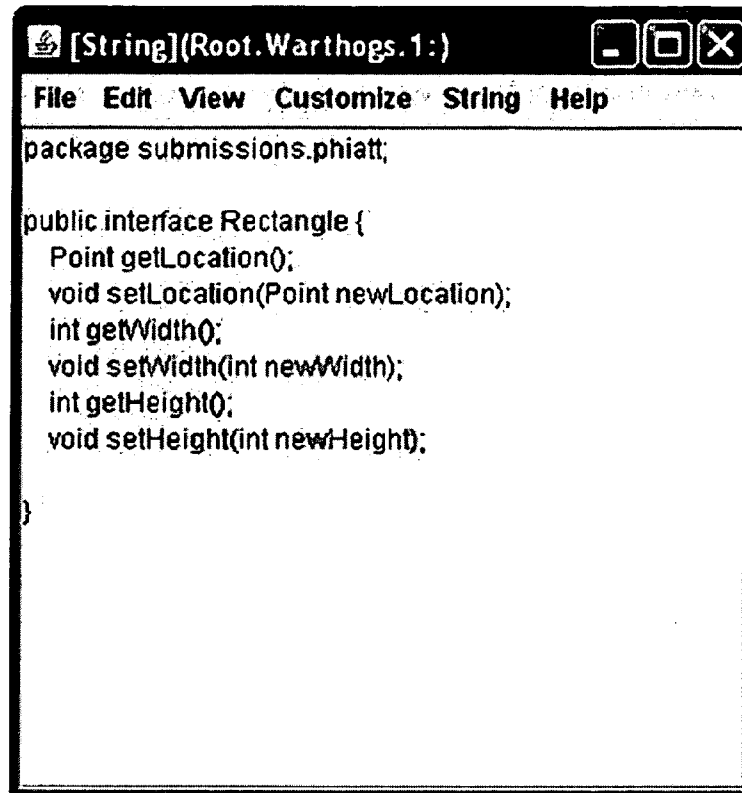 [String](Root.Warthogs.1:)
File Edit View Customize String Help
package submissions.phiatt;
public interface Rectangle {
Point getLocation();
void setLocation(Point newLocation);
int getWidth();
void setWidth(int newWidth);
int getHeight();
void setHeight(int newHeight);
}